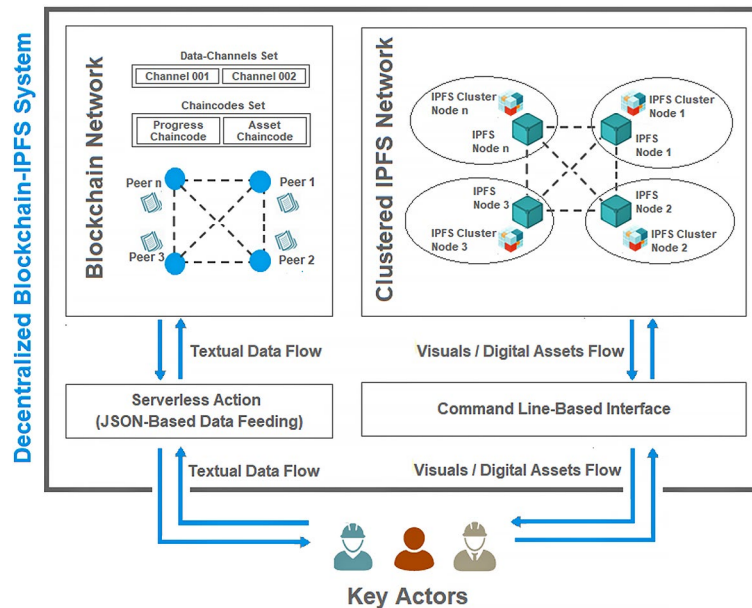 Decentralized Blockchain-IPFS System
Blockchain Network
Data-Channels Set
Channel 001
Channel 002
Chaincodes Set
Progress
Chaincode
Asset
Chaincode
Peer n
Peer 1
Peer 3
Peer 2
Clustered IPFS Network
IPFS Cluster
Node n
IPFS
Node n
IPFS Cluster
Node 1
IPFS
Node 1
IPFS
Node 3
IPFS Cluster
Node 3
IPFS
Node 2
IPFS Cluster
Node 2
Textual Data Flow
Visuals / Digital Assets Flow
Serverless Action
(JSON-Based Data Feeding)
Command Line-Based Interface
Textual Data Flow
Visuals / Digital Assets Flow
Key Actors